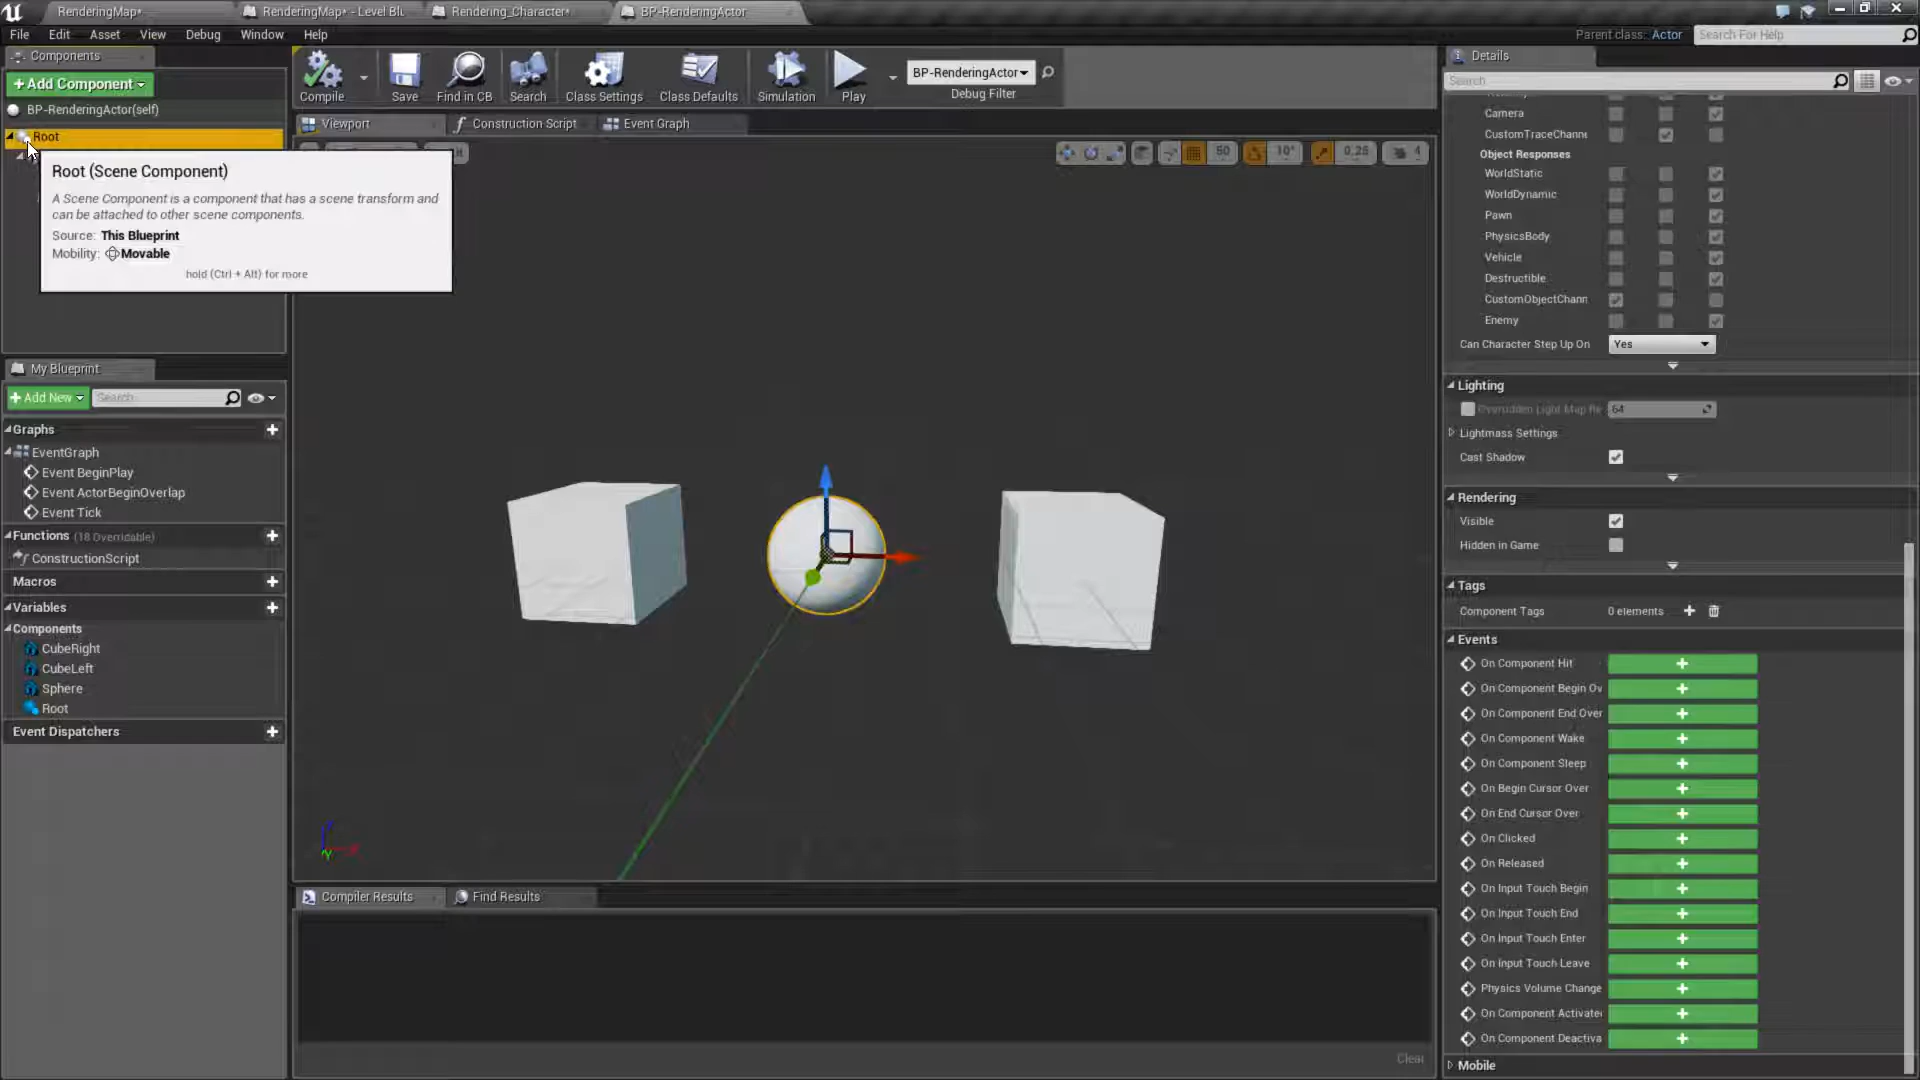 RenderingMap*
RenderingMap* - Level Blu
Rendering_Character*
BP-RenderingActor
File
Edit
Asset
View
Debug
Window
Help
Parent class: Actor
Search For Help
Components
+Add Component
BP-RenderingActor(self)
Root
Root (Scene Component)
A Scene Component is a component that has a scene transform and
can be attached to other scene components.
Source: This Blueprint
Mobility: Movable
hold (Ctrl + Alt) for more
My Blueprint
+Add New
Search
Graphs
EventGraph
Event BeginPlay
Event ActorBeginOverlap
Event Tick
Functions (18 Overridable)
ConstructionScript
Macros
Variables
Components
CubeRight
CubeLeft
Sphere
Root
Event Dispatchers
Compile
Save
Find in CB
Search
Class Settings
Class Defaults
Simulation
Play
BP-RenderingActor
Debug Filter
Viewport
Construction Script
Event Graph
50
10°
0.25
4
Compiler Results
Find Results
Clear
Details
Search
Camera
CustomTraceChanne
Object Responses
WorldStatic
WorldDynamic
Pawn
PhysicsBody
Vehicle
Destructible
CustomObjectChann
Enemy
Can Character Step Up On
Yes
Lighting
Overridden Light Map Re
64
Lightmass Settings
Cast Shadow
Rendering
Visible
Hidden in Game
Tags
Component Tags
0 elements
Events
On Component Hit
On Component Begin Ov
On Component End Over
On Component Wake
On Component Sleep
On Begin Cursor Over
On End Cursor Over
On Clicked
On Released
On Input Touch Begin
On Input Touch End
On Input Touch Enter
On Input Touch Leave
Physics Volume Change
On Component Activated
On Component Deactiva
Mobile